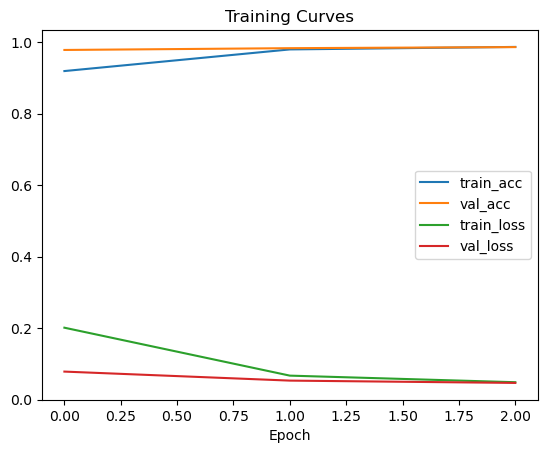 Training Curves
1.0
0.8
0.6
0.4
0.2
0.0
train_acc
val_acc
train_loss
val_loss
0.00 0.25 0.50 0.75 1.00 1.25 1.50 1.75 2.00
Epoch